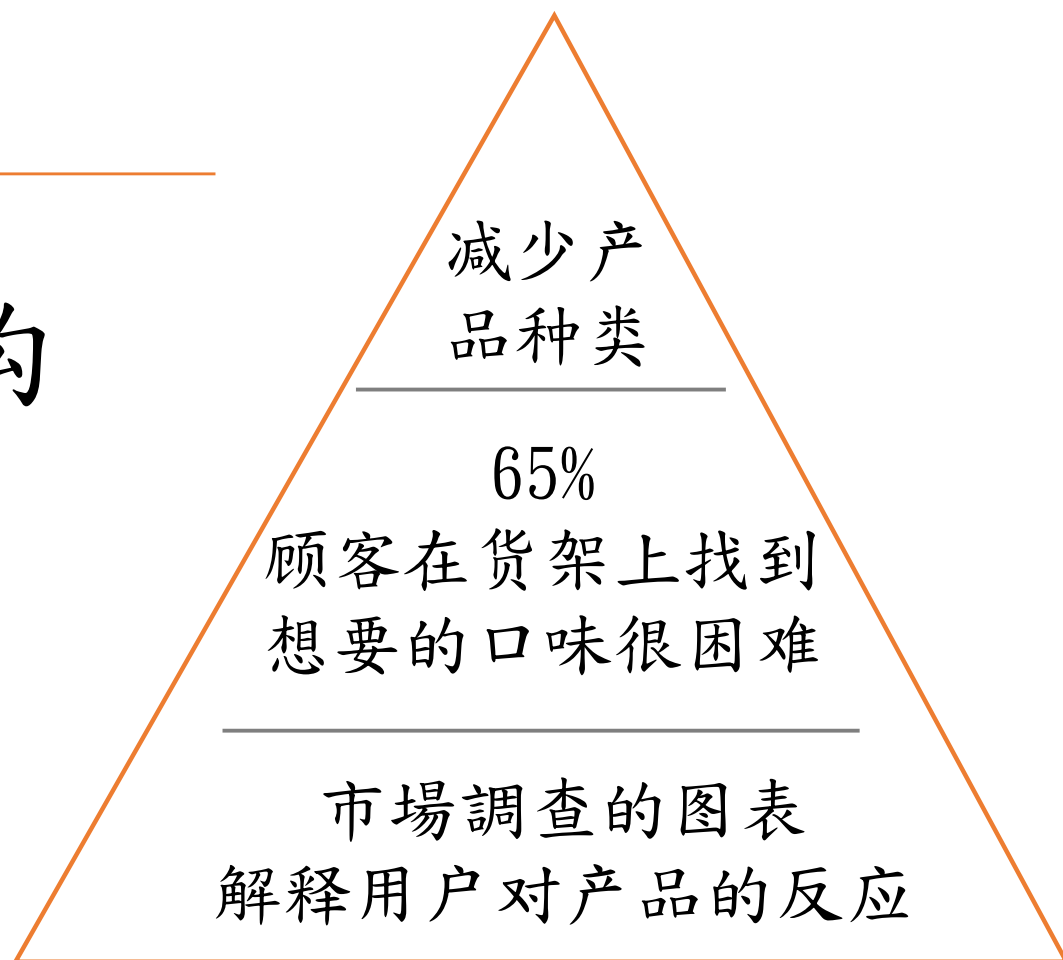 减少产
品种类
65%
顾客在货架上找到
想要的口味很困难
市場調查的图表
解释用户对产品的反应